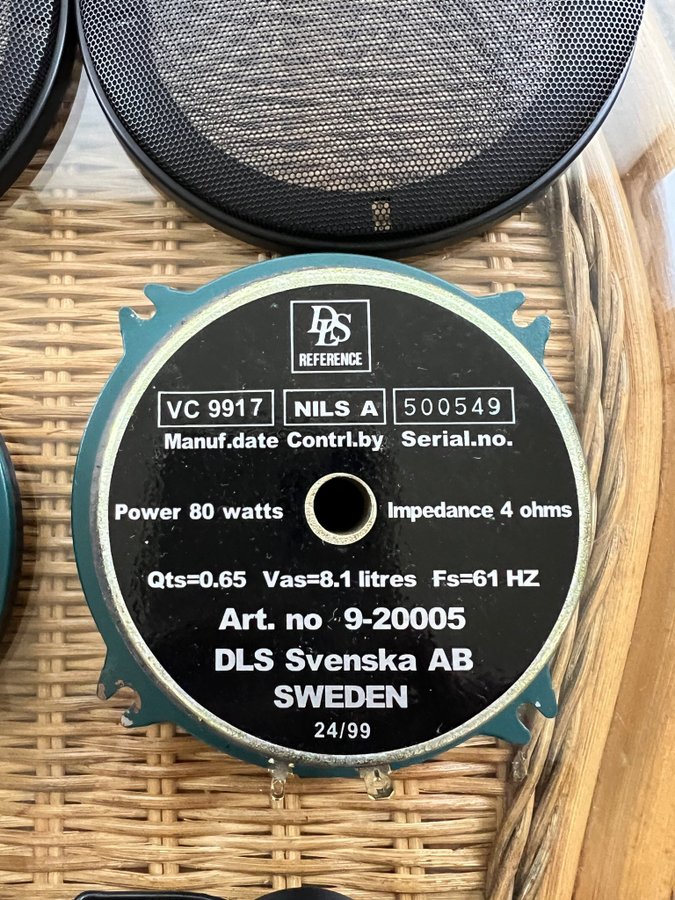 DLS
REFERENCE
VC 9917 NILS A 500549
Manuf.date Contrl.by Serial.no.
Power 80 watts Impedance 4 ohms
Qts=0.65 Vas=8.1 litres Fs=61 HZ
Art. no 9-20005
DLS Svenska AB
SWEDEN
24/99